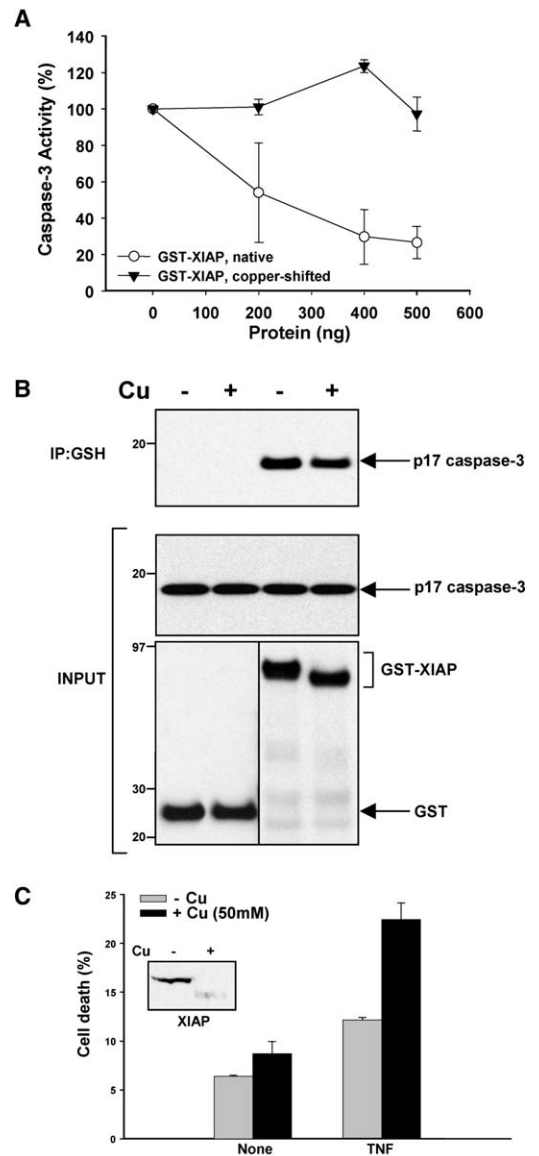 A
140
120
100
80
60
40
20
0
Caspase-3 Activity (%)
GST-XIAP, native
GST-XIAP, copper-shifted
0 100 200 300 400 500 600
Protein (ng)
B
Cu - + - +
IP:GSH
20
p17 caspase-3
INPUT
20
p17 caspase-3
97
GST-XIAP
30
GST
20
C
25
20
15
10
5
0
Cell death (%)
- Cu
+ Cu (50mM)
Cu - +
XIAP
None TNF